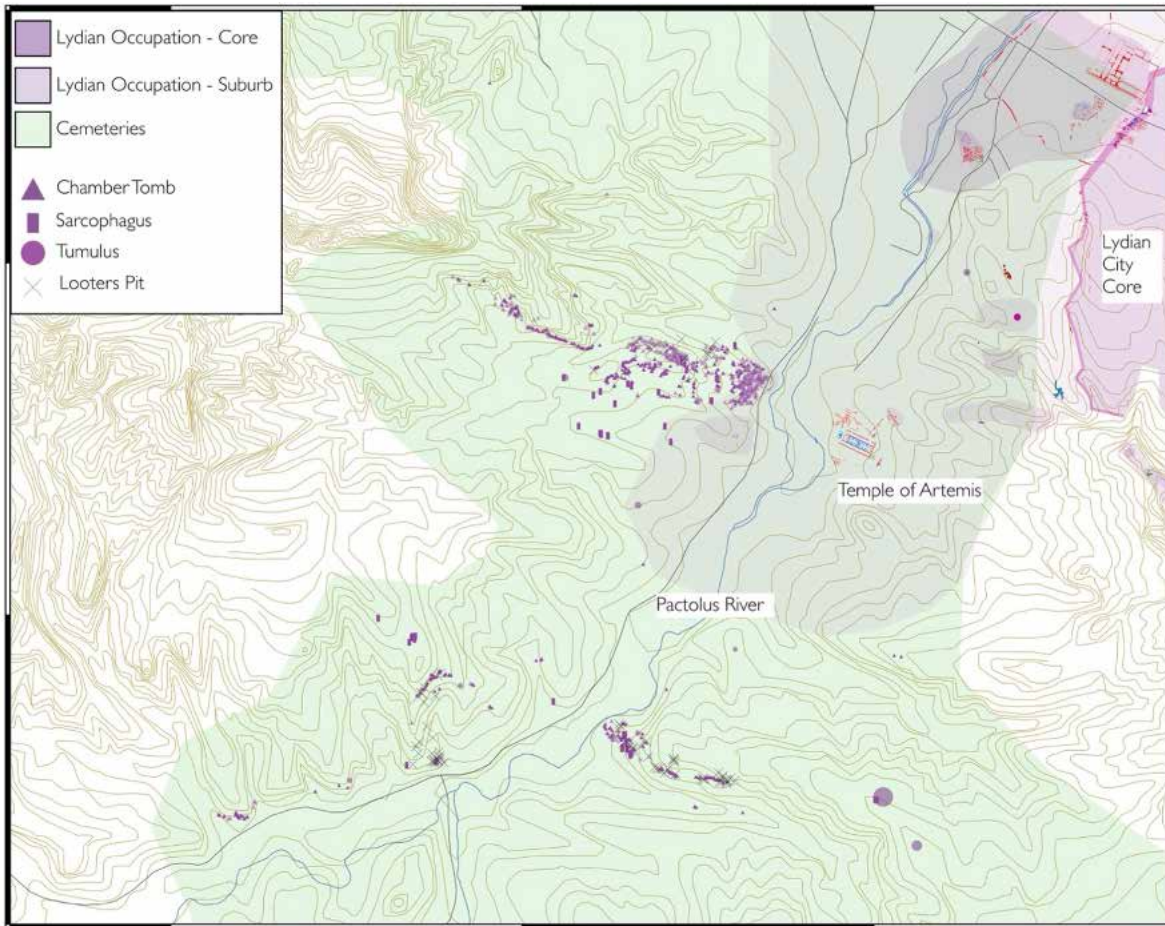 Lydian Occupation - Core
Lydian Occupation - Suburb
Cemeteries
Chamber Tomb
Sarcophagus
Tumulus
Looters Pit
Lydian
City
Core
Temple of Artemis
Pactolus River